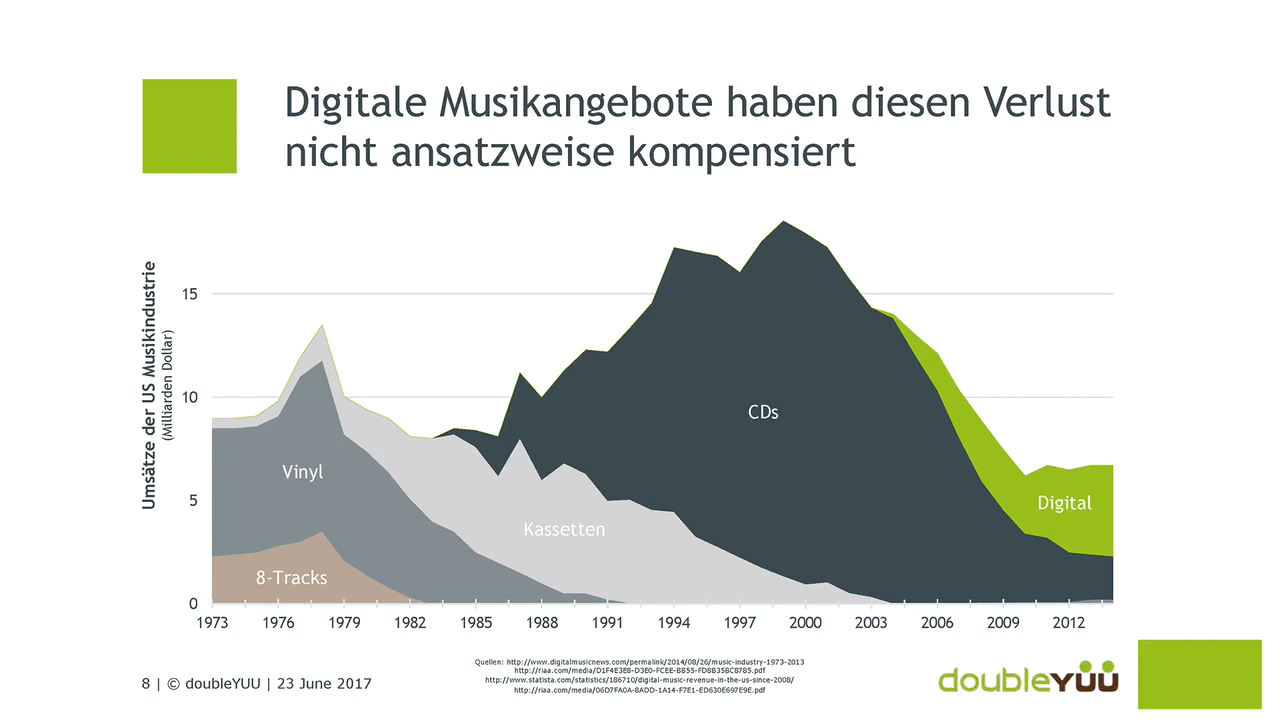 Digitale Musikangebote haben diesen Verlust
nicht ansatzweise kompensiert
Umsätze der US Musikindustrie
(Milliarden Dollar)
15
10
5
0
CDs
Vinyl
Digital
Kassetten
8-Tracks
1973 1976 1979 1982 1985 1988 1991 1994 1997 2000 2003 2006 2009 2012
Quellen: http://www.digitalmusicnews.com/permalink/2014/08/26/music-industry-1973-2013
http://riaa.com/media/D1F4E3E8-D3E0-FCEE-BB55-FD8B35BC8785.pdf
http://www.statista.com/statistics/186710/digital-music-revenue-in-the-us-since-2008/
http://riaa.com/media/06D7FA0A-8ADD-1A14-F7E1-ED630E697E9E.pdf
8 | © doubleYUU | 23 June 2017
doubleYUU